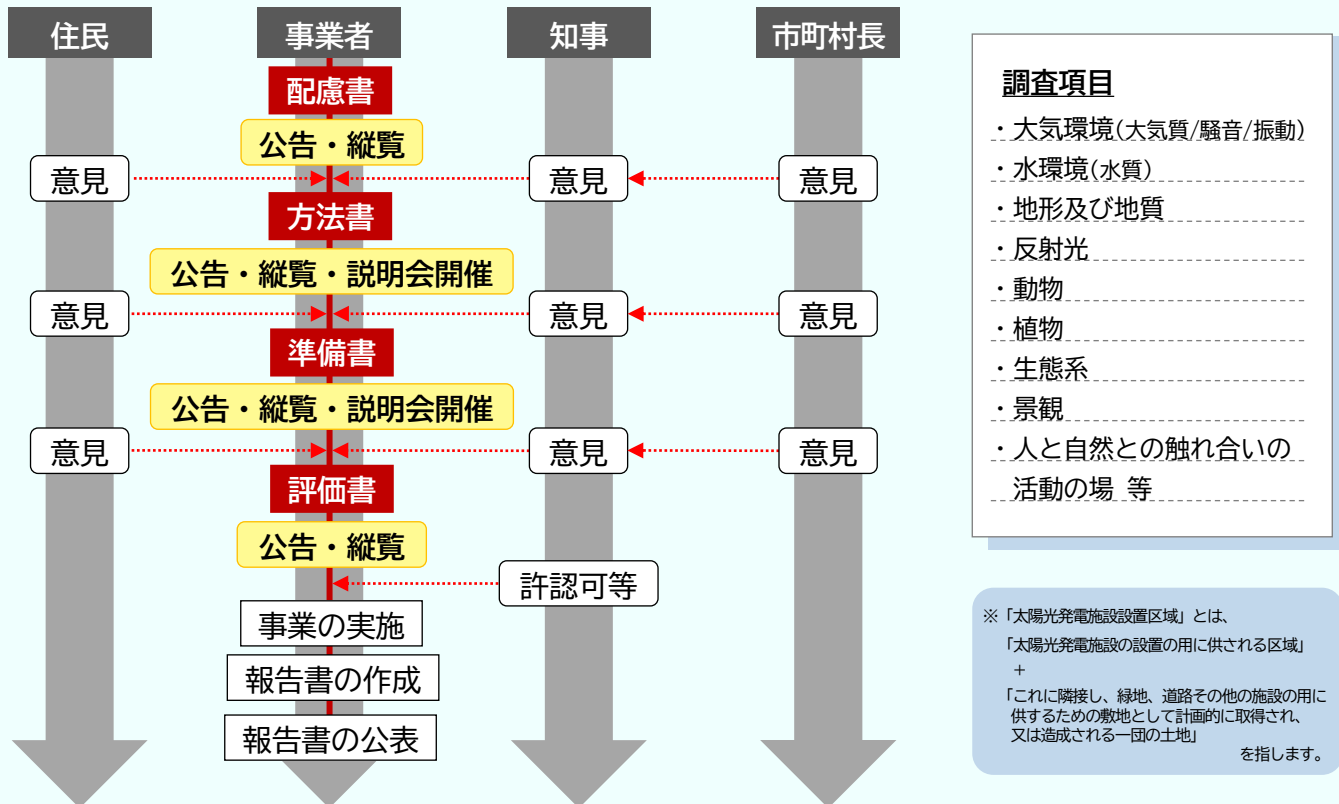 住民
事業者
知事
市町村長
配慮書
公告・縦覧
意見
意見
意見
方法書
公告・縦覧・説明会開催
意見
意見
意見
準備書
公告・縦覧・説明会開催
意見
意見
意見
評価書
公告・縦覧
許認可等
事業の実施
報告書の作成
報告書の公表
調査項目
・大気環境(大気質/騒音/振動)
・水環境(水質)
・地形及び地質
・反射光
・動物
・植物
・生態系
・景観
・人と自然との触れ合いの
活動の場 等
※「太陽光発電施設設置区域」とは、
「太陽光発電施設の設置の用に供される区域」
+
「これに隣接し、緑地、道路その他の施設の用に
供するための敷地として計画的に取得され、
又は造成される一団の土地」
を指します。